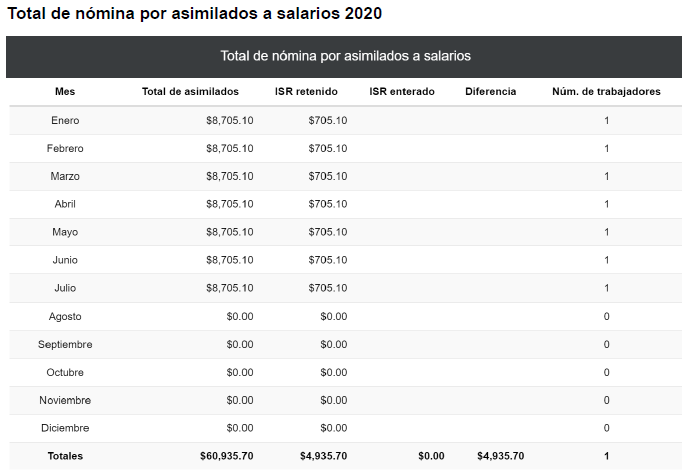 Total de nómina por asimilados a salarios 2020
Total de nómina por asimilados a salarios
Mes Total de asimilados ISR retenido ISR enterado Diferencia Núm. de trabajadores
Enero $8,705.10 $705.10 1
Febrero $8,705.10 $705.10 1
Marzo $8,705.10 $705.10 1
Abril $8,705.10 $705.10 1
Mayo $8,705.10 $705.10 1
Junio $8,705.10 $705.10 1
Julio $8,705.10 $705.10 1
Agosto $0.00 $0.00 0
Septiembre $0.00 $0.00 0
Octubre $0.00 $0.00 0
Noviembre $0.00 $0.00 0
Diciembre $0.00 $0.00 0
Totales $60,935.70 $4,935.70 $0.00 $4,935.70 1